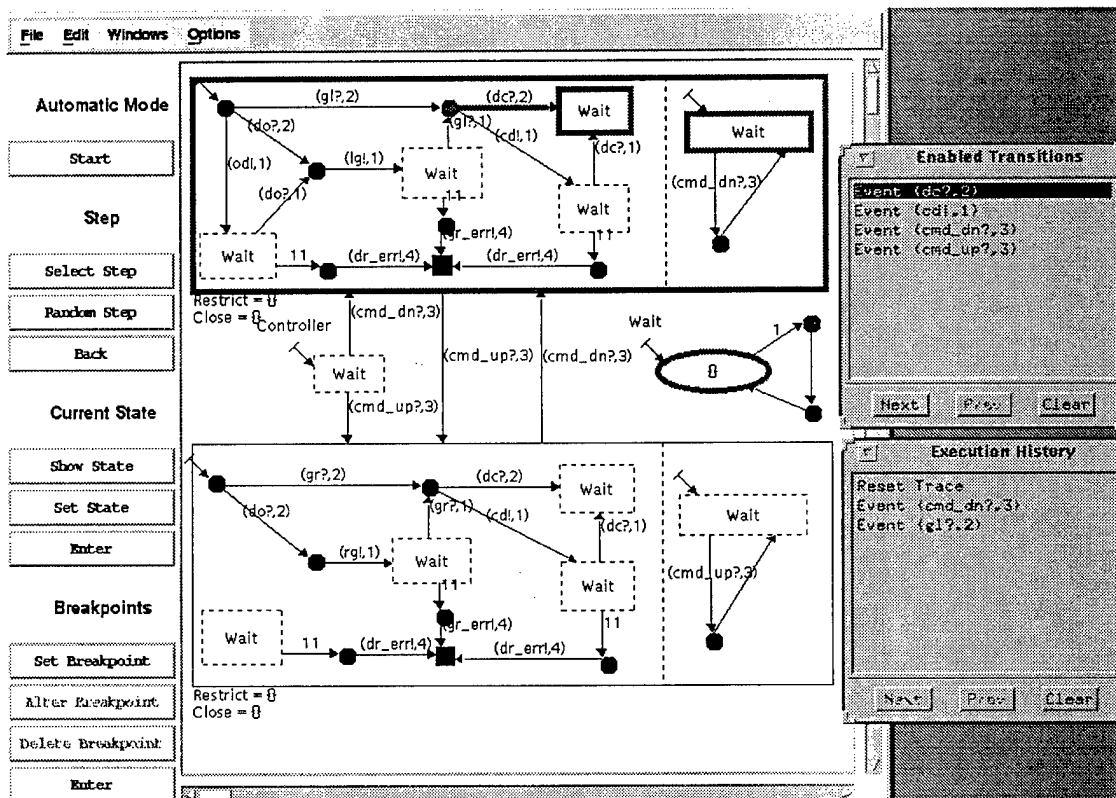 File Edit Windows Options
Automatic Mode
Start
Step
Select Step
Random Step
Back
Current State
Show State
Set State
Enter
Breakpoints
Set Breakpoint
Alter Breakpoint
Delete Breakpoint
Enter
(gl?,2)
(dc?,2)
Wait
(do?,2)
(gl?,1)
(cd!,1)
(dc?,1)
(od!,1)
(lg!,1)
(do?,1)
Wait
11
Wait
11
Wait
11
(gr_err!,4)
(dr_err!,4)
(dr_err!,4)
Wait
(cmd_dn?,3)
Restrict = {}
Close = {}
Controller
Wait
(cmd_dn?,3)
(cmd_up?,3)
(cmd_up?,3)
(cmd_dn?,3)
Wait
{}
1
(gr?,2)
(dc?,2)
Wait
(do?,2)
(gr?,1)
(cd!,1)
(dc?,1)
(rg!,1)
Wait
11
Wait
11
Wait
11
(gr_err!,4)
(dr_err!,4)
(dr_err!,4)
Wait
(cmd_up?,3)
Restrict = {}
Close = {}
Enabled Transitions
Event (dc?,2)
Event (cd!,1)
Event (cmd_dn?,3)
Event (cmd_up?,3)
Next Prev Clear
Execution History
Reset Trace
Event (cmd_dn?,3)
Event (gl?,2)
Next Prev Clear